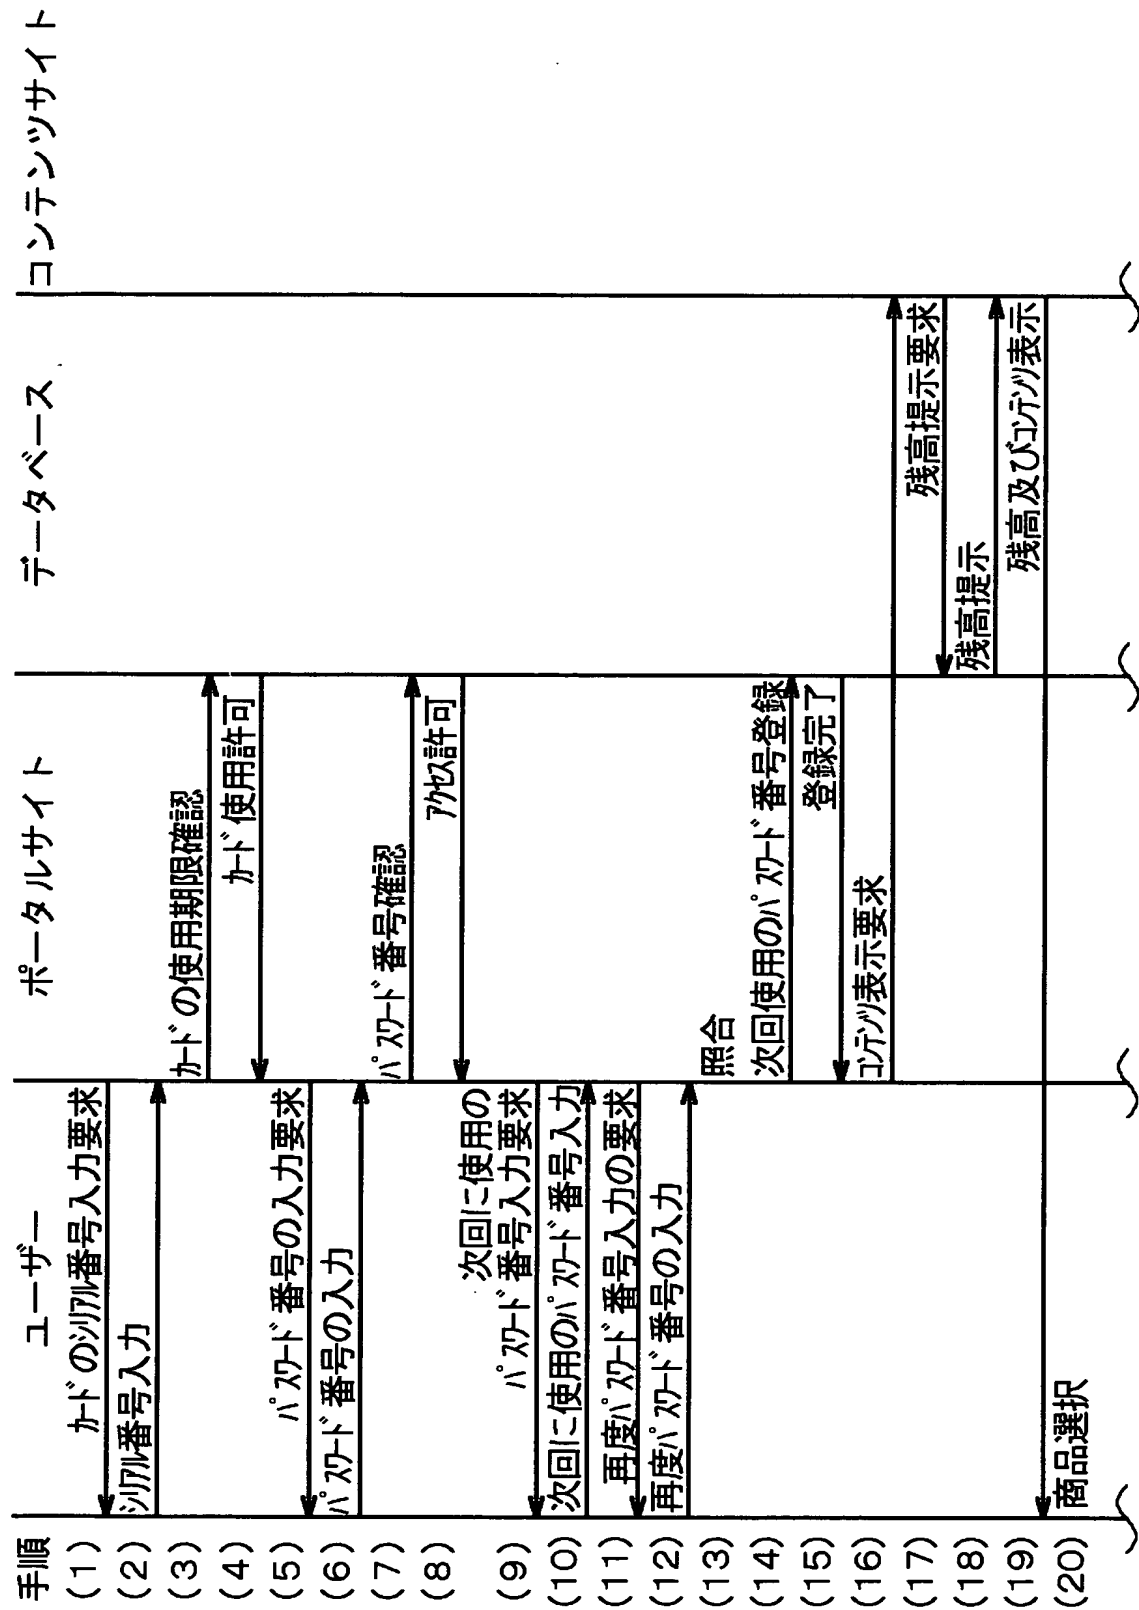 手順 ユーザー ポータルサイト データベース コンテンツサイト
(1) カードのシリアル番号入力要求
(2) シリアル番号入力
(3) カードの使用期限確認
(4) カード使用許可
(5) パスワード番号の入力要求
(6) パスワード番号の入力
(7) パスワード番号確認
(8) アクセス許可
次回に使用の
(9) パスワード番号入力要求
(10) 次回に使用のパスワード番号入力
(11) 再度パスワード番号入力の要求
(12) 再度パスワード番号の入力
(13) 照合
(14) 次回使用のパスワード番号登録
(15) 登録完了
(16) コンテンツ表示要求
(17) 残高提示要求
(18) 残高提示
(19) 残高及びコンテンツ表示
(20) 商品選択